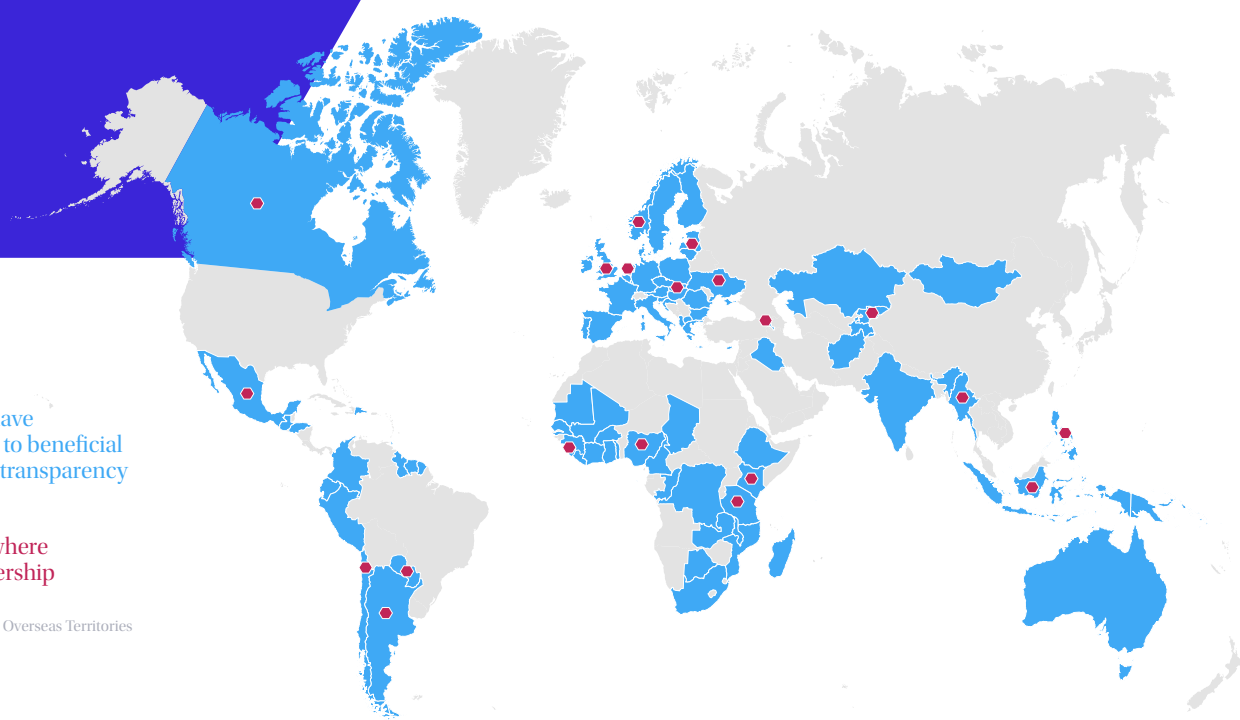 ave
to beneficial
transparency
where
ership
Overseas Territories